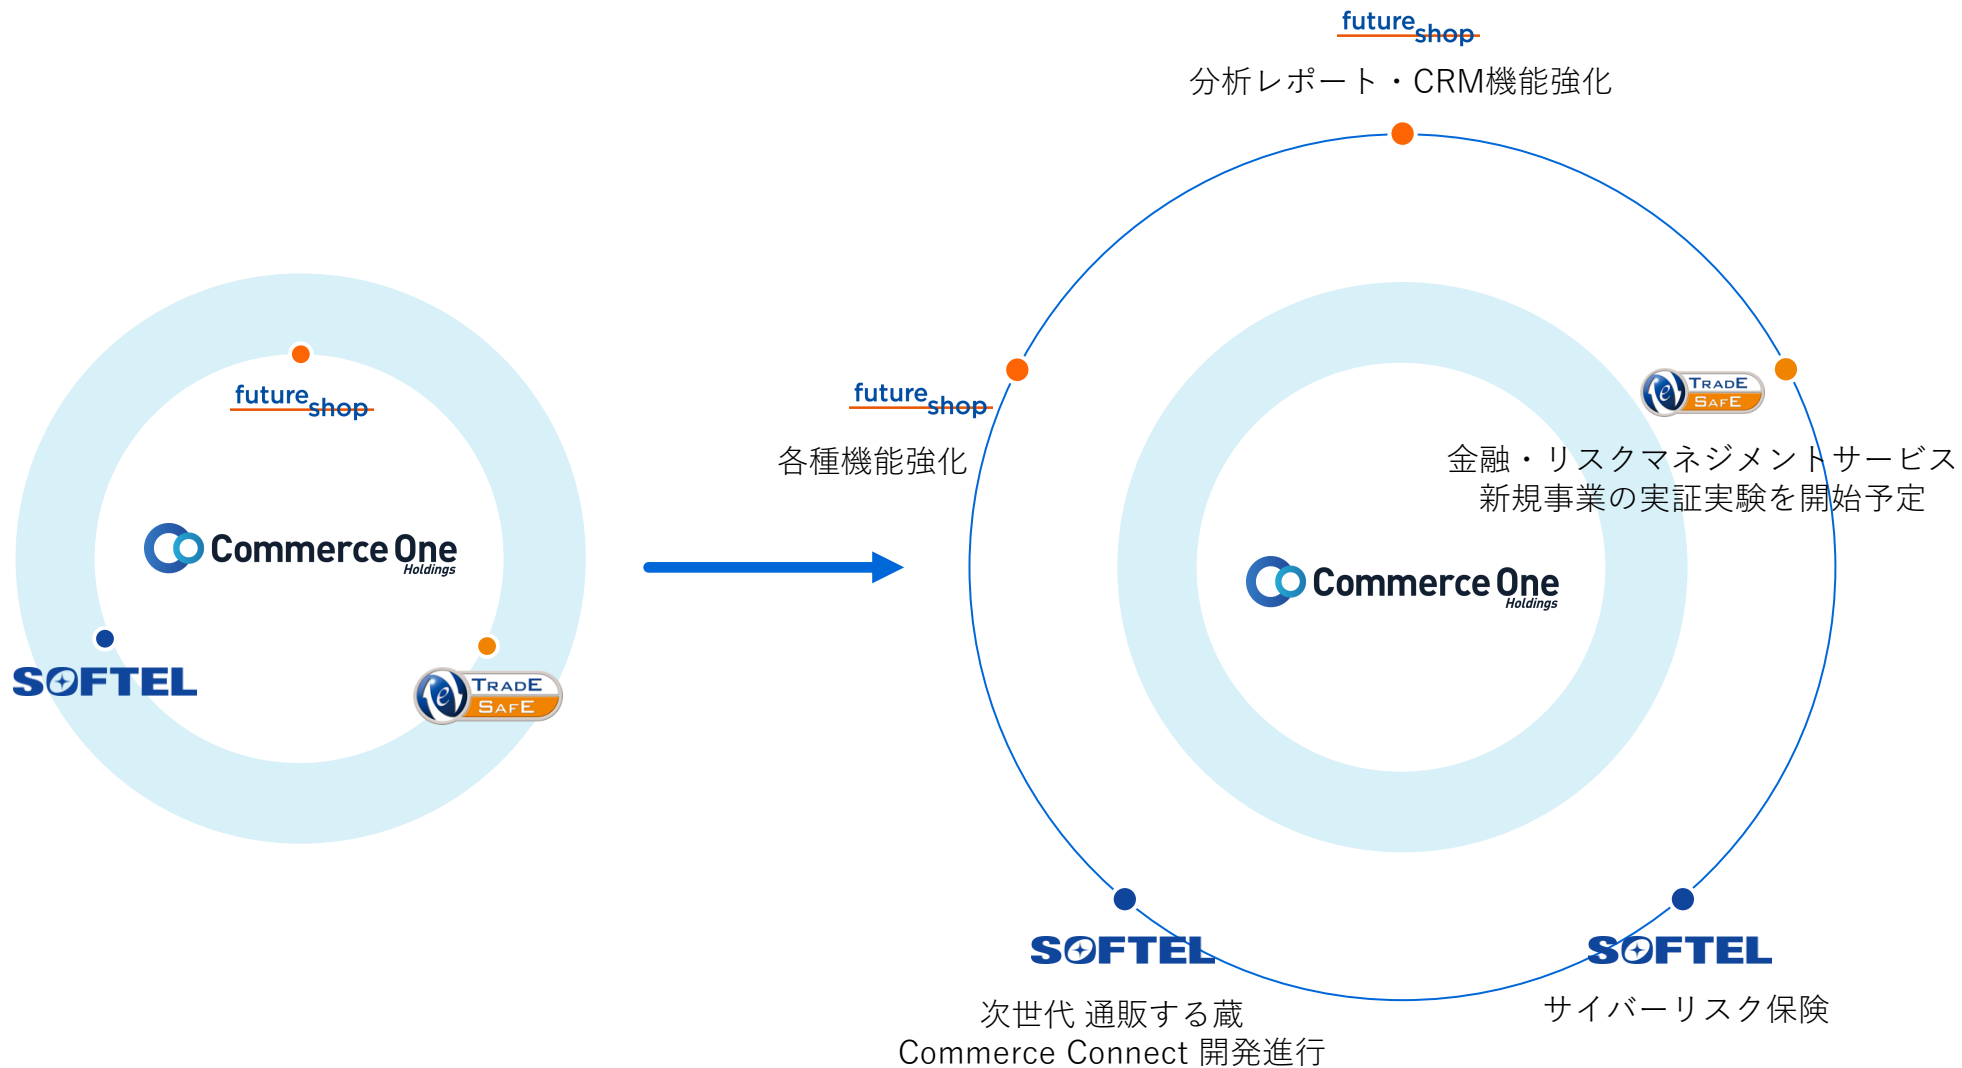 future
shop
Commerce One
Holdings
SOFTEL
TRADE
SAFE
future
shop
分析レポート・CRM機能強化
future
shop
各種機能強化
TRADE
SAFE
金融・リスクマネジメントサービス
新規事業の実証実験を開始予定
Commerce One
Holdings
SOFTEL
次世代 通販する蔵
Commerce Connect 開発進行
SOFTEL
サイバーリスク保険